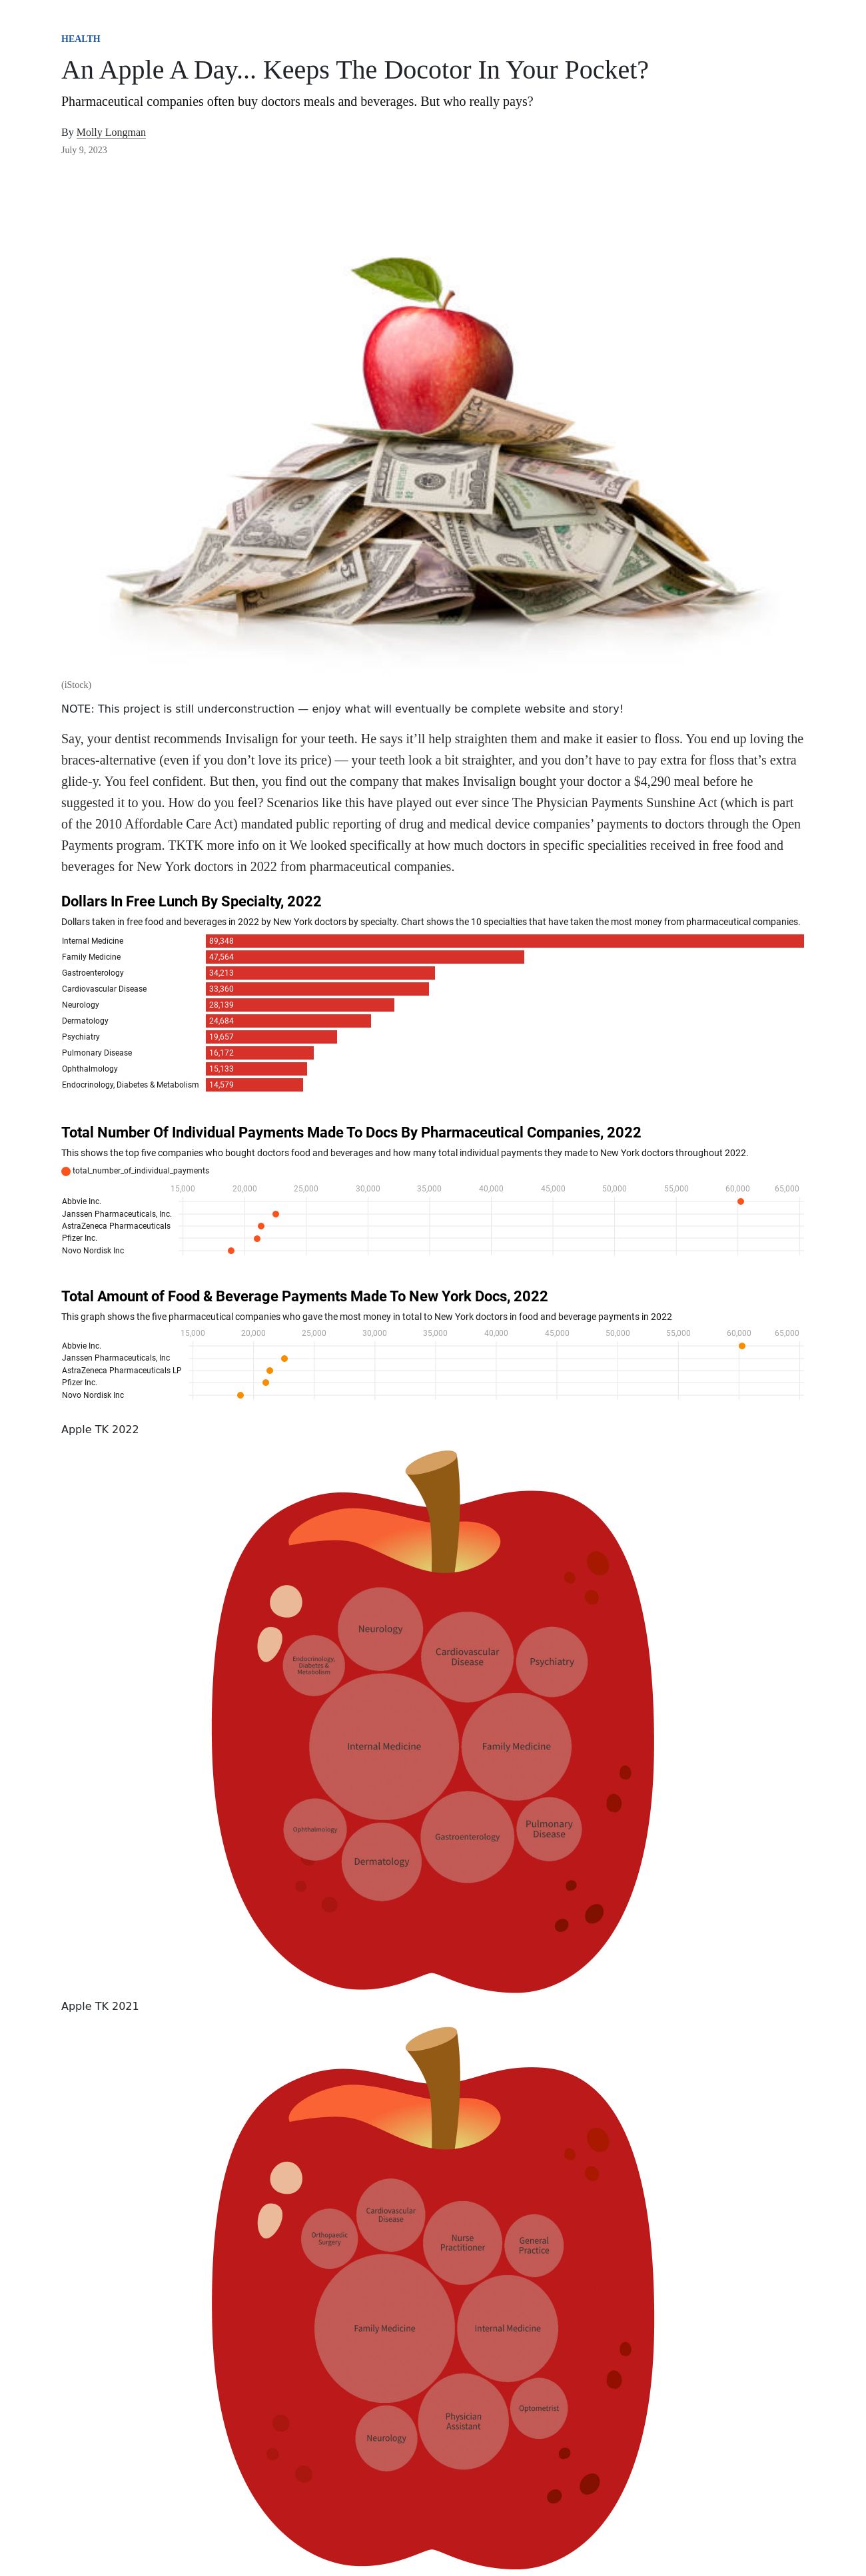 HEALTH
An Apple A Day... Keeps The Docotor In Your Pocket?
Pharmaceutical companies often buy doctors meals and beverages. But who really pays?
By Molly Longman
July 9, 2023
(iStock)
NOTE: This project is still underconstruction — enjoy what will eventually be complete website and story!
Say, your dentist recommends Invisalign for your teeth. He says it’ll help straighten them and make it easier to floss. You end up loving the
braces-alternative (even if you don’t love its price) — your teeth look a bit straighter, and you don’t have to pay extra for floss that’s extra
glide-y. You feel confident. But then, you find out the company that makes Invisalign bought your doctor a $4,290 meal before he
suggested it to you. How do you feel? Scenarios like this have played out ever since The Physician Payments Sunshine Act (which is part
of the 2010 Affordable Care Act) mandated public reporting of drug and medical device companies’ payments to doctors through the Open
Payments program. TKTK more info on it We looked specifically at how much doctors in specific specialities received in free food and
beverages for New York doctors in 2022 from pharmaceutical companies.
Dollars In Free Lunch By Specialty, 2022
Dollars taken in free food and beverages in 2022 by New York doctors by specialty. Chart shows the 10 specialties that have taken the most money from pharmaceutical companies.
Internal Medicine 89,348
Family Medicine 47,564
Gastroenterology 34,213
Cardiovascular Disease 33,360
Neurology 28,139
Dermatology 24,684
Psychiatry 19,657
Pulmonary Disease 16,172
Ophthalmology 15,133
Endocrinology, Diabetes & Metabolism 14,579
Total Number Of Individual Payments Made To Docs By Pharmaceutical Companies, 2022
This shows the top five companies who bought doctors food and beverages and how many total individual payments they made to New York doctors throughout 2022.
total_number_of_individual_payments
15,000 20,000 25,000 30,000 35,000 40,000 45,000 50,000 55,000 60,000 65,000
Abbvie Inc.
Janssen Pharmaceuticals, Inc.
AstraZeneca Pharmaceuticals
Pfizer Inc.
Novo Nordisk Inc
Total Amount of Food & Beverage Payments Made To New York Docs, 2022
This graph shows the five pharmaceutical companies who gave the most money in total to New York doctors in food and beverage payments in 2022
15,000 20,000 25,000 30,000 35,000 40,000 45,000 50,000 55,000 60,000 65,000
Abbvie Inc.
Janssen Pharmaceuticals, Inc
AstraZeneca Pharmaceuticals LP
Pfizer Inc.
Novo Nordisk Inc
Apple TK 2022
Neurology
Cardiovascular
Disease
Psychiatry
Endocrinology,
Diabetes &
Metabolism
Internal Medicine
Family Medicine
Ophthalmology
Gastroenterology
Pulmonary
Disease
Dermatology
Apple TK 2021
Cardiovascular
Disease
Orthopaedic
Surgery
Nurse
Practitioner
General
Practice
Family Medicine
Internal Medicine
Optometrist
Physician
Assistant
Neurology